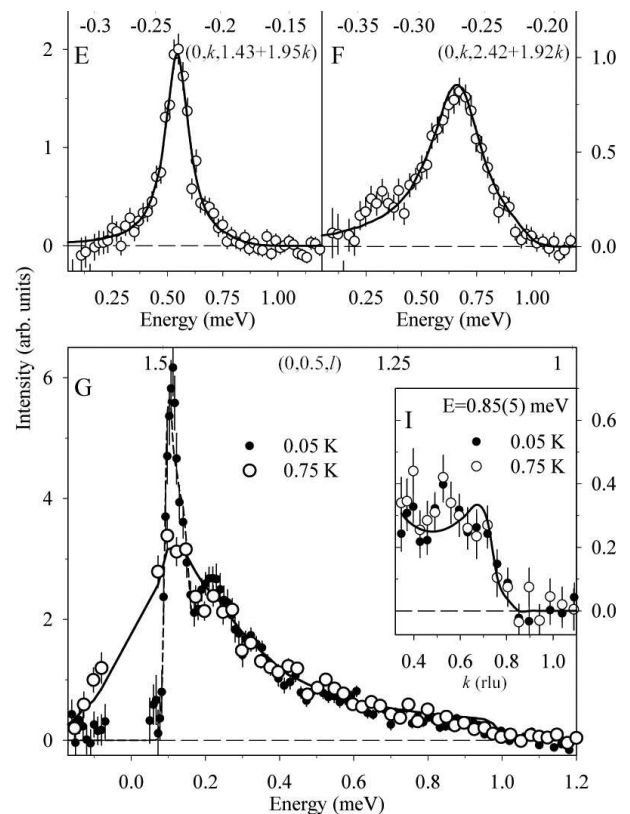 -0.3 -0.25 -0.2 -0.15 -0.35 -0.30 -0.25 -0.20
2 E (0,k,1.43+1.95k) F (0,k,2.42+1.92k) 1.0
1 0.5
0 0.0
0.25 0.50 0.75 1.00 0.25 0.50 0.75 1.00
Energy (meV) Energy (meV)
Intensity (arb. units)
1.5 (0,0.5,l) 1.25 1
6 G I E=0.85(5) meV 0.6
0.05 K 0.05 K
0.75 K 0.75 K
4 0.4
0.2
2 0.0
0.4 0.6 0.8 1.0
k (rlu)
0
0.0 0.2 0.4 0.6 0.8 1.0 1.2
Energy (meV)